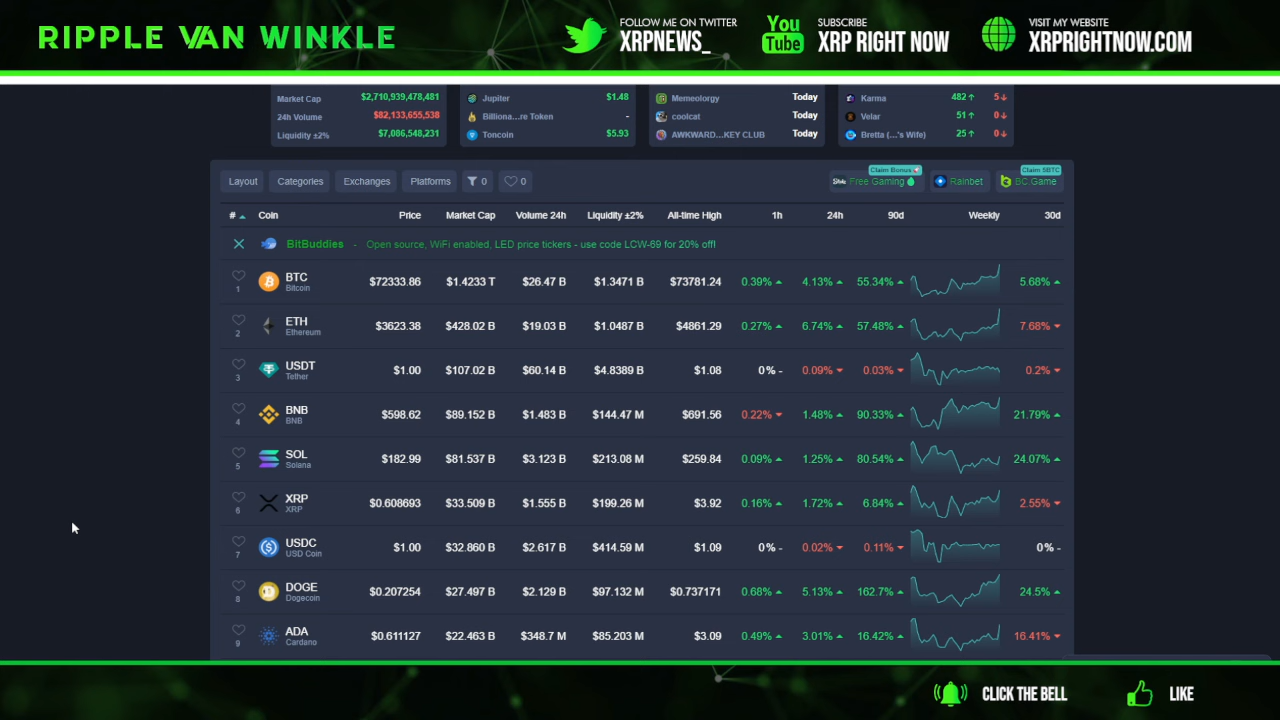 RIPPLE VAN WINKLE
FOLLOW ME ON TWITTER
XRPNEWS_
You Tube
SUBSCRIBE
XRP RIGHT NOW
VISIT MY WEBSITE
XRPRIGHTNOW.COM
Market Cap $2,710,939,478,481
24h Volume $82,133,655,538
Liquidity ±2% $7,086,548,231
Jupiter $1.48
Billiona...re Token -
Toncoin $5.93
Memeolorgy Today
coolcat Today
AWKWARD...KEY CLUB Today
Karma 482↑ 5↓
Velar 51↑ 0↓
Bretta (...'s Wife) 25↑ 0↓
Claim Bonus Claim 5BTC
Layout Categories Exchanges Platforms 0 0 Free Gaming Rainbet BC.Game
# Coin Price Market Cap Volume 24h Liquidity ±2% All-time High 1h 24h 90d Weekly 30d
BitBuddies - Open source, WiFi enabled, LED price tickers - use code LCW-69 for 20% off!
1 BTC Bitcoin $72333.86 $1.4233 T $26.47 B $1.3471 B $73781.24 0.39% 4.13% 55.34% 5.68%
2 ETH Ethereum $3623.38 $428.02 B $19.03 B $1.0487 B $4861.29 0.27% 6.74% 57.48% 7.68%
3 USDT Tether $1.00 $107.02 B $60.14 B $4.8389 B $1.08 0% - 0.09% 0.03% 0.2%
4 BNB BNB $598.62 $89.152 B $1.483 B $144.47 M $691.56 0.22% 1.48% 90.33% 21.79%
5 SOL Solana $182.99 $81.537 B $3.123 B $213.08 M $259.84 0.09% 1.25% 80.54% 24.07%
6 XRP XRP $0.608693 $33.509 B $1.555 B $199.26 M $3.92 0.16% 1.72% 6.84% 2.55%
7 USDC USD Coin $1.00 $32.860 B $2.617 B $414.59 M $1.09 0% - 0.02% 0.11% 0% -
8 DOGE Dogecoin $0.207254 $27.497 B $2.129 B $97.132 M $0.737171 0.68% 5.13% 162.7% 24.5%
9 ADA Cardano $0.611127 $22.463 B $348.7 M $85.203 M $3.09 0.49% 3.01% 16.42% 16.41%
CLICK THE BELL
LIKE